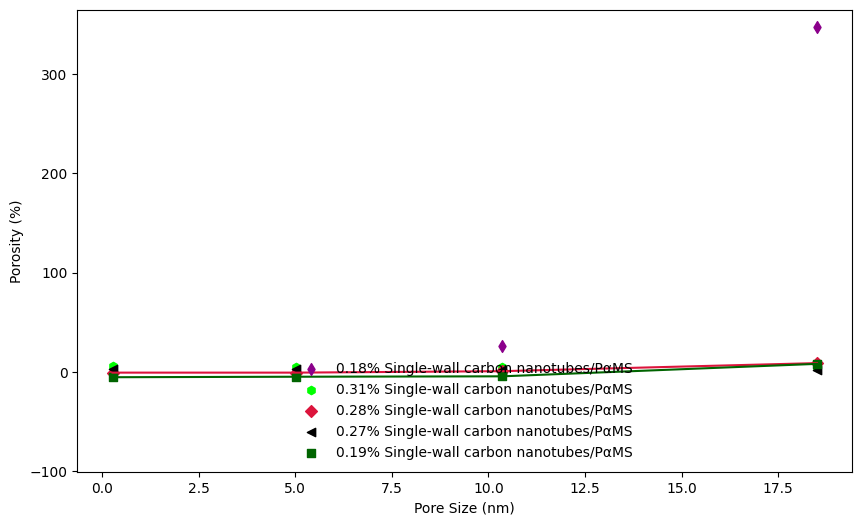 300
200
100
0
−100
Porosity (%)
0.18% Single-wall carbon nanotubes/PαMS
0.31% Single-wall carbon nanotubes/PαMS
0.28% Single-wall carbon nanotubes/PαMS
0.27% Single-wall carbon nanotubes/PαMS
0.19% Single-wall carbon nanotubes/PαMS
0.0 2.5 5.0 7.5 10.0 12.5 15.0 17.5
Pore Size (nm)